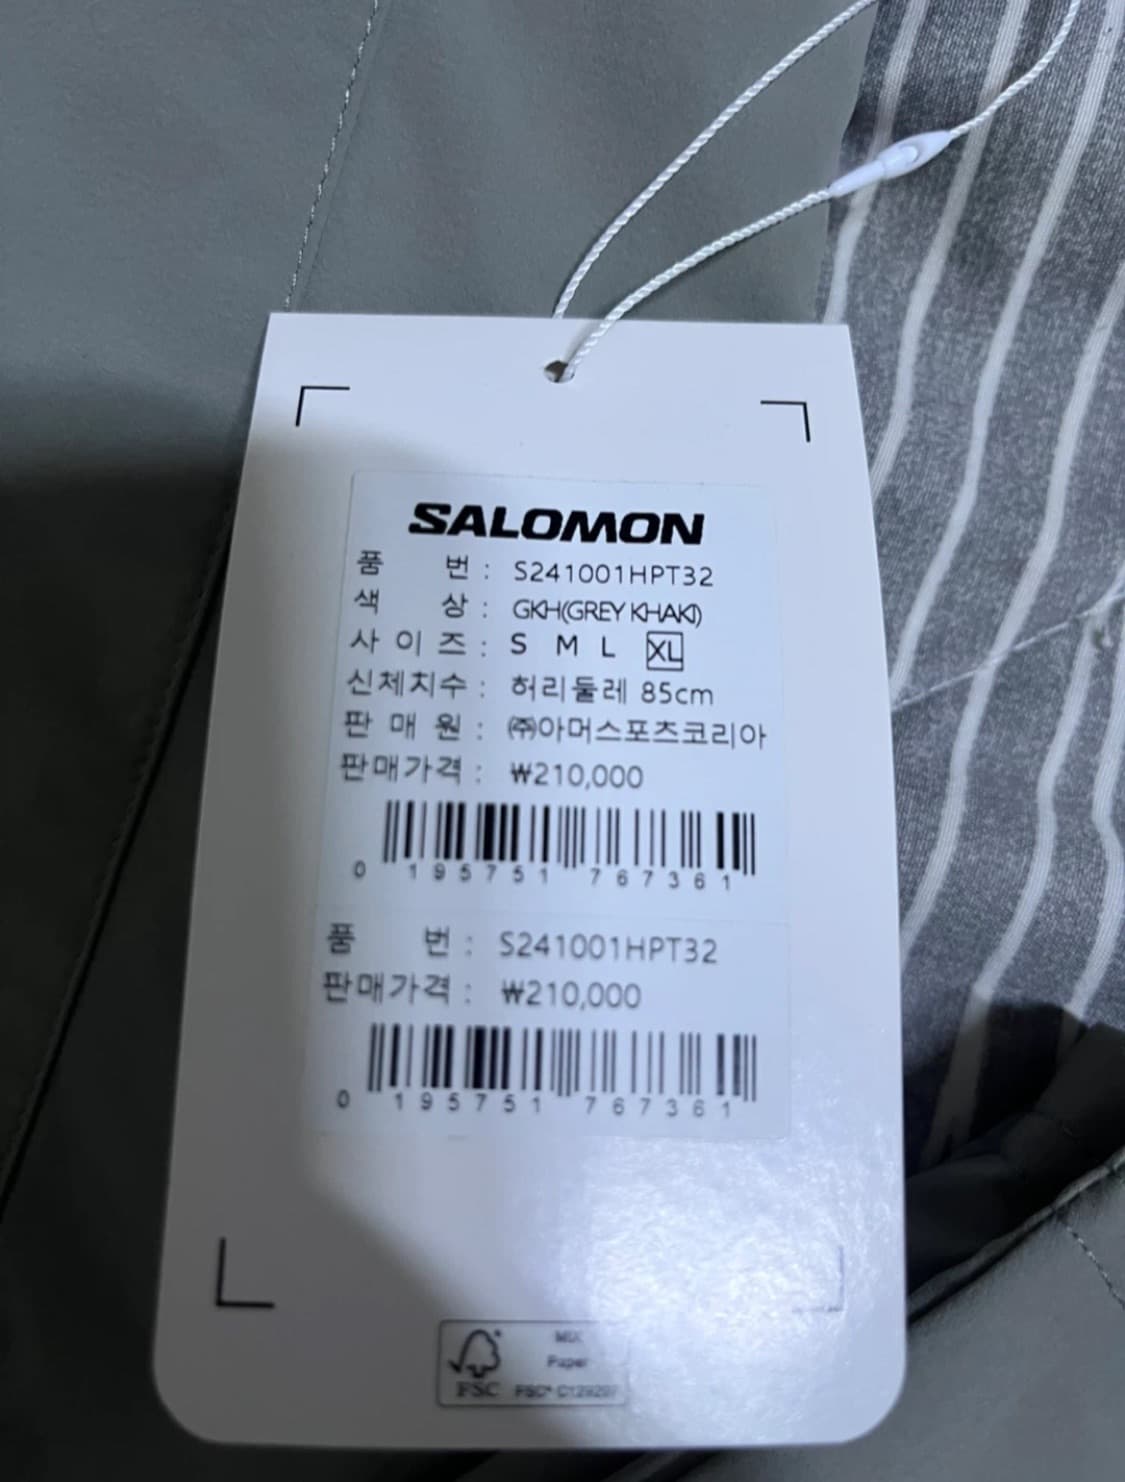 SALOMON
품 번 : S241001HPT32
색 상 : GKH(GREY KHAKI)
사 이 즈 : S M L XL
신체치수 : 허리둘레 85cm
판 매 원 : ㈜아머스포츠코리아
판매가격 : ₩210,000
0 195751 767361
품 번 : S241001HPT32
판매가격 : ₩210,000
0 195751 767361
MIX
Paper
FSC FSC®